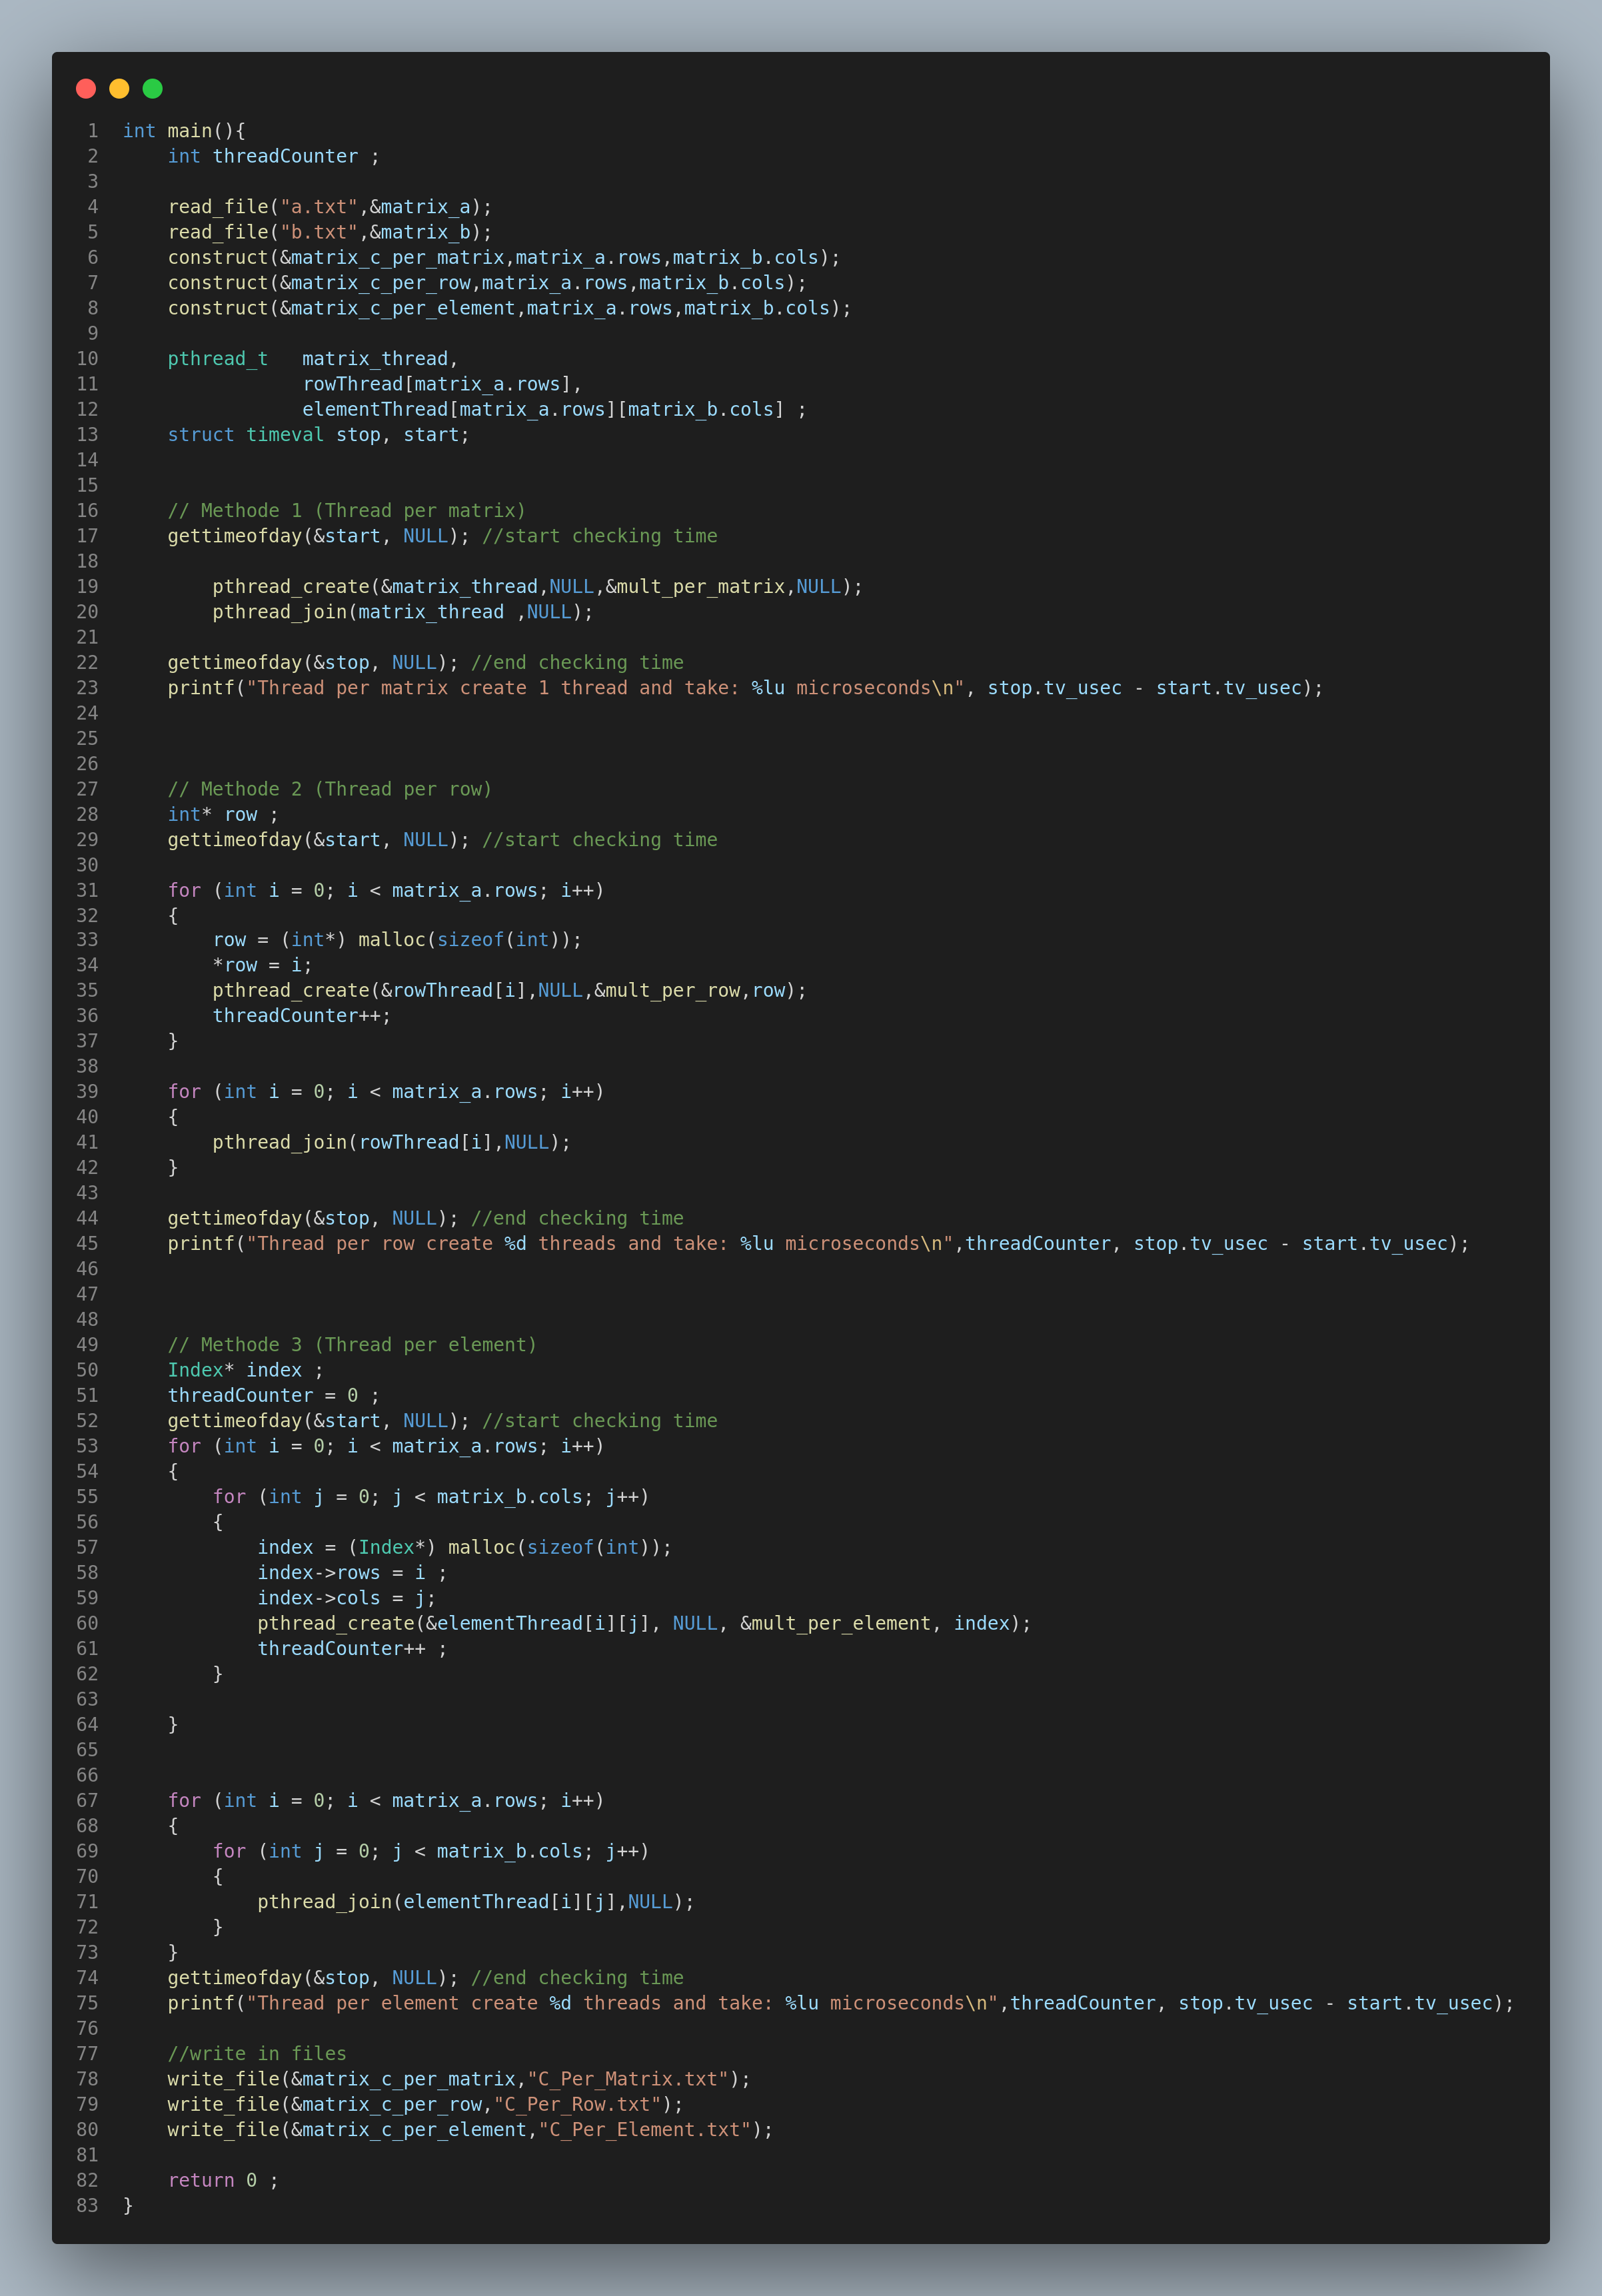 1 int main(){
2     int threadCounter ;
3
4     read_file("a.txt",&matrix_a);
5     read_file("b.txt",&matrix_b);
6     construct(&matrix_c_per_matrix,matrix_a.rows,matrix_b.cols);
7     construct(&matrix_c_per_row,matrix_a.rows,matrix_b.cols);
8     construct(&matrix_c_per_element,matrix_a.rows,matrix_b.cols);
9
10     pthread_t   matrix_thread,
11                 rowThread[matrix_a.rows],
12                 elementThread[matrix_a.rows][matrix_b.cols] ;
13     struct timeval stop, start;
14
15
16     // Methode 1 (Thread per matrix)
17     gettimeofday(&start, NULL); //start checking time
18
19         pthread_create(&matrix_thread,NULL,&mult_per_matrix,NULL);
20         pthread_join(matrix_thread ,NULL);
21
22     gettimeofday(&stop, NULL); //end checking time
23     printf("Thread per matrix create 1 thread and take: %lu microseconds\n", stop.tv_usec - start.tv_usec);
24
25
26
27     // Methode 2 (Thread per row)
28     int* row ;
29     gettimeofday(&start, NULL); //start checking time
30
31     for (int i = 0; i < matrix_a.rows; i++)
32     {
33         row = (int*) malloc(sizeof(int));
34         *row = i;
35         pthread_create(&rowThread[i],NULL,&mult_per_row,row);
36         threadCounter++;
37     }
38
39     for (int i = 0; i < matrix_a.rows; i++)
40     {
41         pthread_join(rowThread[i],NULL);
42     }
43
44     gettimeofday(&stop, NULL); //end checking time
45     printf("Thread per row create %d threads and take: %lu microseconds\n",threadCounter, stop.tv_usec - start.tv_usec);
46
47
48
49     // Methode 3 (Thread per element)
50     Index* index ;
51     threadCounter = 0 ;
52     gettimeofday(&start, NULL); //start checking time
53     for (int i = 0; i < matrix_a.rows; i++)
54     {
55         for (int j = 0; j < matrix_b.cols; j++)
56         {
57             index = (Index*) malloc(sizeof(int));
58             index->rows = i ;
59             index->cols = j;
60             pthread_create(&elementThread[i][j], NULL, &mult_per_element, index);
61             threadCounter++ ;
62         }
63
64     }
65
66
67     for (int i = 0; i < matrix_a.rows; i++)
68     {
69         for (int j = 0; j < matrix_b.cols; j++)
70         {
71             pthread_join(elementThread[i][j],NULL);
72         }
73     }
74     gettimeofday(&stop, NULL); //end checking time
75     printf("Thread per element create %d threads and take: %lu microseconds\n",threadCounter, stop.tv_usec - start.tv_usec);
76
77     //write in files
78     write_file(&matrix_c_per_matrix,"C_Per_Matrix.txt");
79     write_file(&matrix_c_per_row,"C_Per_Row.txt");
80     write_file(&matrix_c_per_element,"C_Per_Element.txt");
81
82     return 0 ;
83 }